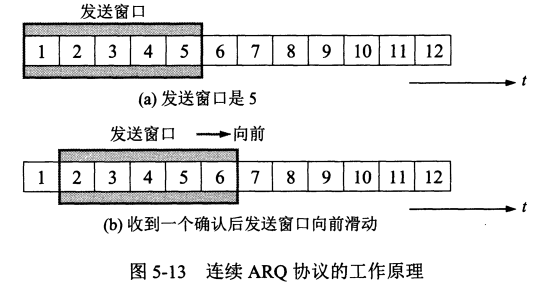 发送窗口
1 2 3 4 5 6 7 8 9 10 11 12
t
(a) 发送窗口是 5
发送窗口 向前
1 2 3 4 5 6 7 8 9 10 11 12
t
(b) 收到一个确认后发送窗口向前滑动
图 5-13 连续 ARQ 协议的工作原理